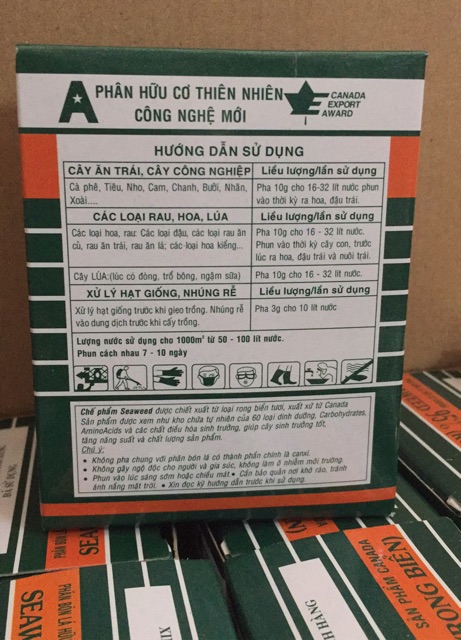 A PHÂN HỮU CƠ THIÊN NHIÊN
CÔNG NGHỆ MỚI
CANADA
EXPORT
AWARD
HƯỚNG DẪN SỬ DỤNG
CÂY ĂN TRÁI, CÂY CÔNG NGHIỆP
Liều lượng/lần sử dụng
Cà phê, Tiêu, Nho, Cam, Chanh, Bưởi, Nhãn,
Xoài....
Pha 10g cho 16-32 lít nước phun
vào thời kỳ ra hoa, đậu trái.
CÁC LOẠI RAU, HOA, LÚA
Liều lượng/lần sử dụng
Các loại hoa, rau: Các loại đậu, các loại rau ăn
củ, rau ăn trái, rau ăn lá; các loại hoa kiểng...
Pha 10g cho 16 - 32 lít nước.
Phun vào thời kỳ cây con, trước
lúc ra hoa, đậu trái và nuôi trái.
Cây LÚA:(lúc có đòng, trổ bông, ngậm sữa)
Pha 10g cho 16 - 32 lít nước.
XỬ LÝ HẠT GIỐNG, NHÚNG RỄ
Liều lượng/lần sử dụng
Xử lý hạt giống trước khi gieo trồng. Nhúng rễ
vào dung dịch trước khi cấy trồng.
Pha 3g cho 10 lít nước
Lượng nước sử dụng cho 1000m² từ 50 - 100 lít nước.
Phun cách nhau 7 - 10 ngày
Chế phẩm Seaweed được chiết xuất từ loại rong biển tươi, xuất xứ từ Canada
Sản phẩm được xem như kho chứa tự nhiên của 60 loại dinh dưỡng, Carbohydrates,
AminoAcids và các chất điều hòa sinh trưởng, giúp cây sinh trưởng tốt,
tăng năng suất và chất lượng sản phẩm.
Chú ý:
• Không pha chung với phân bón lá có thành phần chính là canxi.
• Không gây ngộ độc cho người và gia súc, không làm ô nhiễm môi trường.
• Phun vào lúc sáng sớm hoặc chiều mát. • Cần bảo quản nơi khô ráo, tránh
ánh nắng mặt trời. • Xin đọc kỹ hướng dẫn trước khi sử dụng.
PHÂN BÓN LÁ HỮU
SEAW
H HÀNG
SẢN PHẨM CANADA
RONG BIỂN)